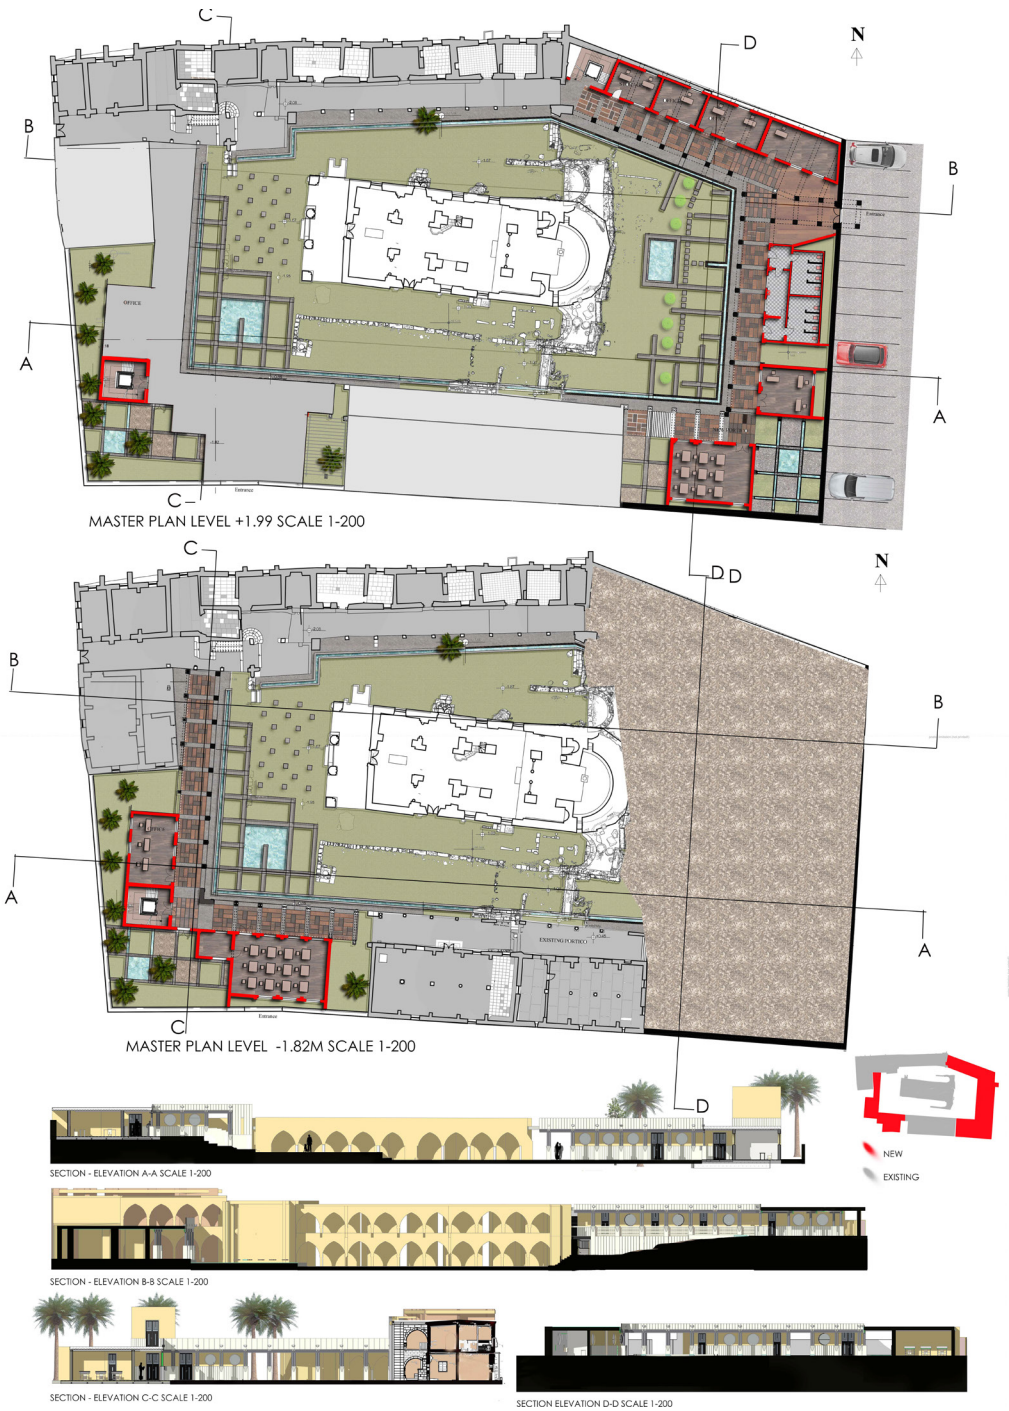 C
N
D
B
B
Entrance
OFFICE
A
A
C
Entrance
MASTER PLAN LEVEL +1.99 SCALE 1-200
C
D
D
N
B
B
A
A
EXISTING PORTICO
C
Entrance
MASTER PLAN LEVEL -1.82M SCALE 1-200
D
SECTION - ELEVATION A-A SCALE 1-200
NEW
EXISTING
SECTION - ELEVATION B-B SCALE 1-200
SECTION - ELEVATION C-C SCALE 1-200
SECTION ELEVATION D-D SCALE 1-200